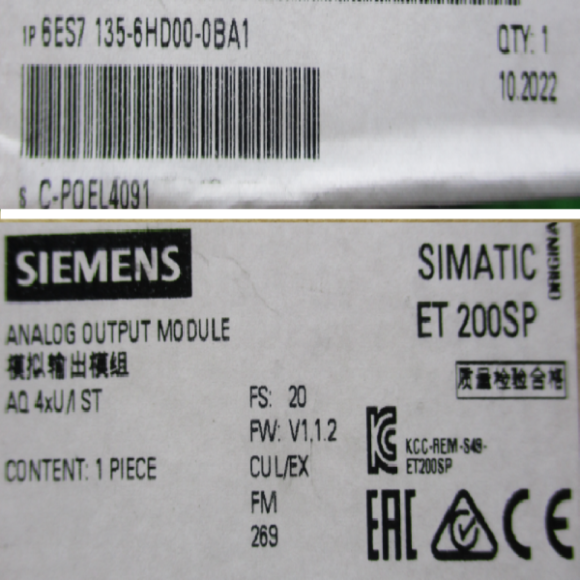 1P 6ES7 135-6HD00-0BA1
QTY: 1
10.2022
S C-POEL4091
SIEMENS
SIMATIC
ET 200SP
ORIGINAL
ANALOG OUTPUT MODULE
模拟输出模组
质量检验合格
AQ 4xU/I ST
FS: 20
FW: V1.1.2
KCC-REM-S49-
ET200SP
CONTENT: 1 PIECE
CUL/EX
FM
269
EAC
CE